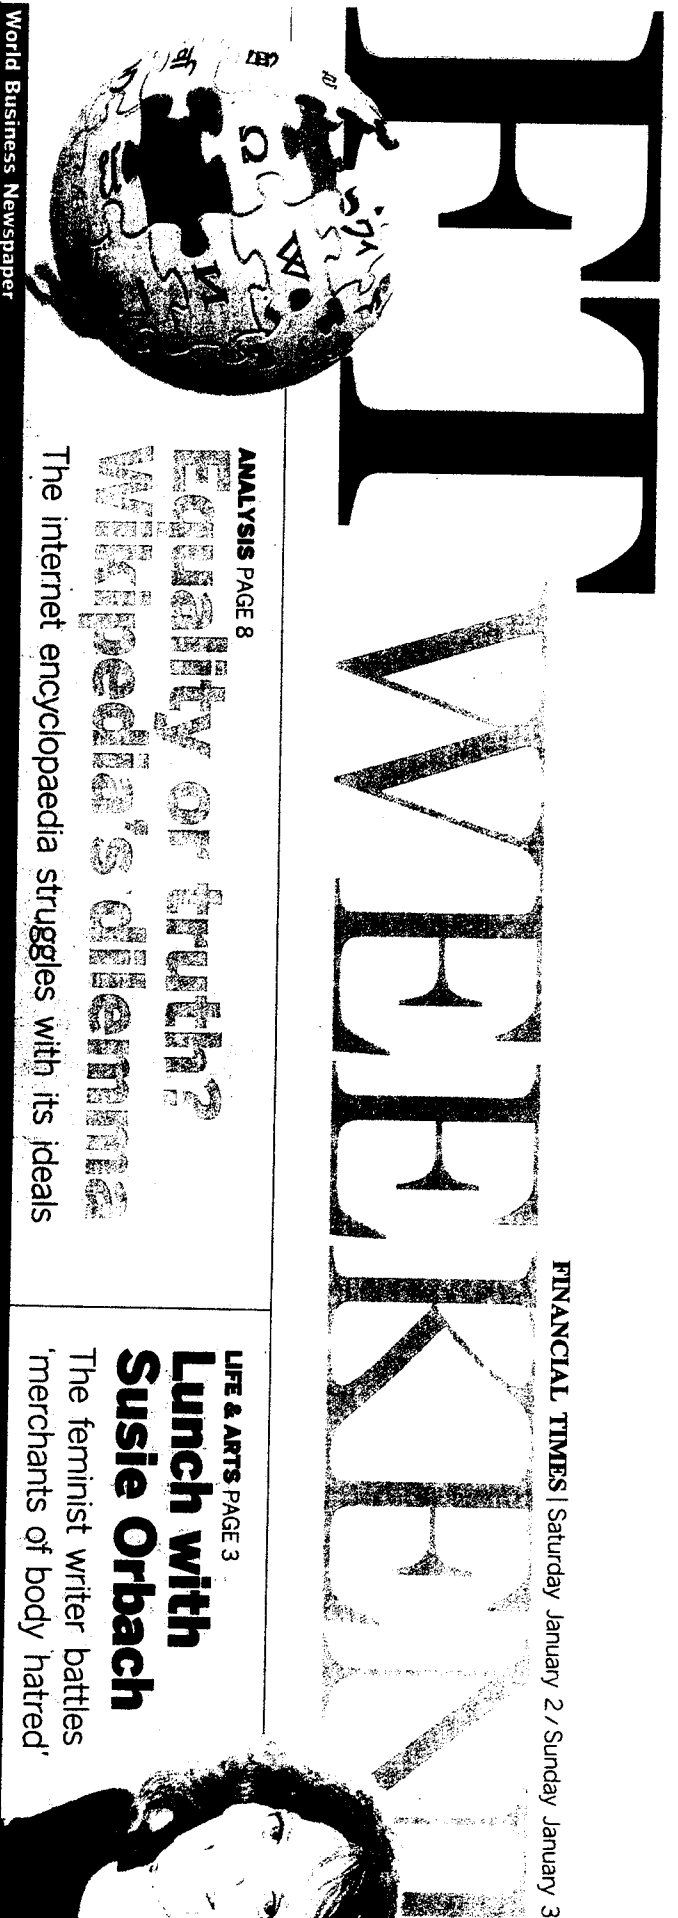 FT WEEKEN
FINANCIAL TIMES | Saturday January 2 / Sunday January 3
ANALYSIS PAGE 8
Equality or truth?
Wikipedia's dilemma
The internet encyclopaedia struggles with its ideals
LIFE & ARTS PAGE 3
Lunch with
Susie Orbach
The feminist writer battles
'merchants of body hatred'
World Business Newspaper
Ω
W
И